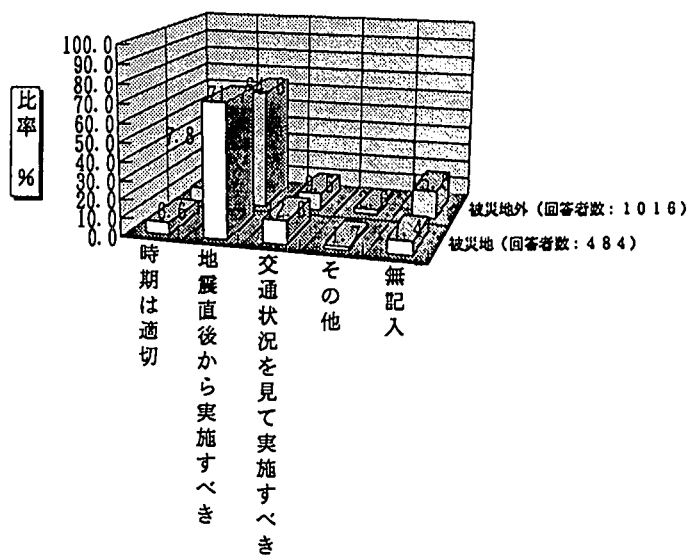 比率 %
100.0
90.0
80.0
70.0
60.0
50.0
40.0
30.0
20.0
10.0
0.0
7.8
被災地外（回答者数：１０１６）
被災地（回答者数：４８４）
時期は適切
地震直後から実施すべき
交通状況を見て実施すべき
その他
無記入